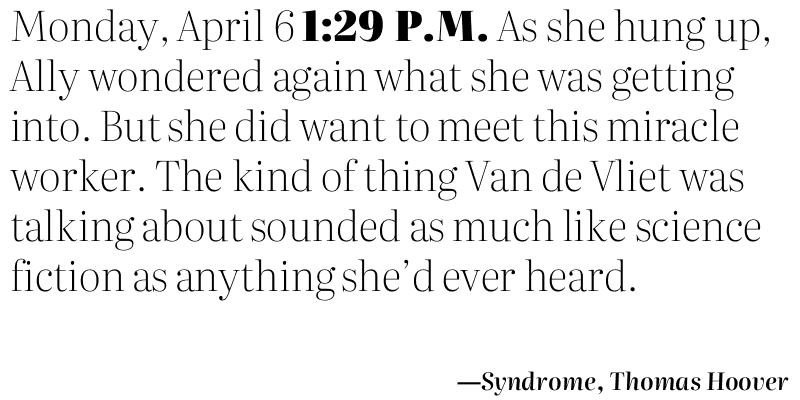 Monday, April 6 1:29 P.M. As she hung up,
Ally wondered again what she was getting
into. But she did want to meet this miracle
worker. The kind of thing Van de Vliet was
talking about sounded as much like science
fiction as anything she’d ever heard.
—Syndrome, Thomas Hoover